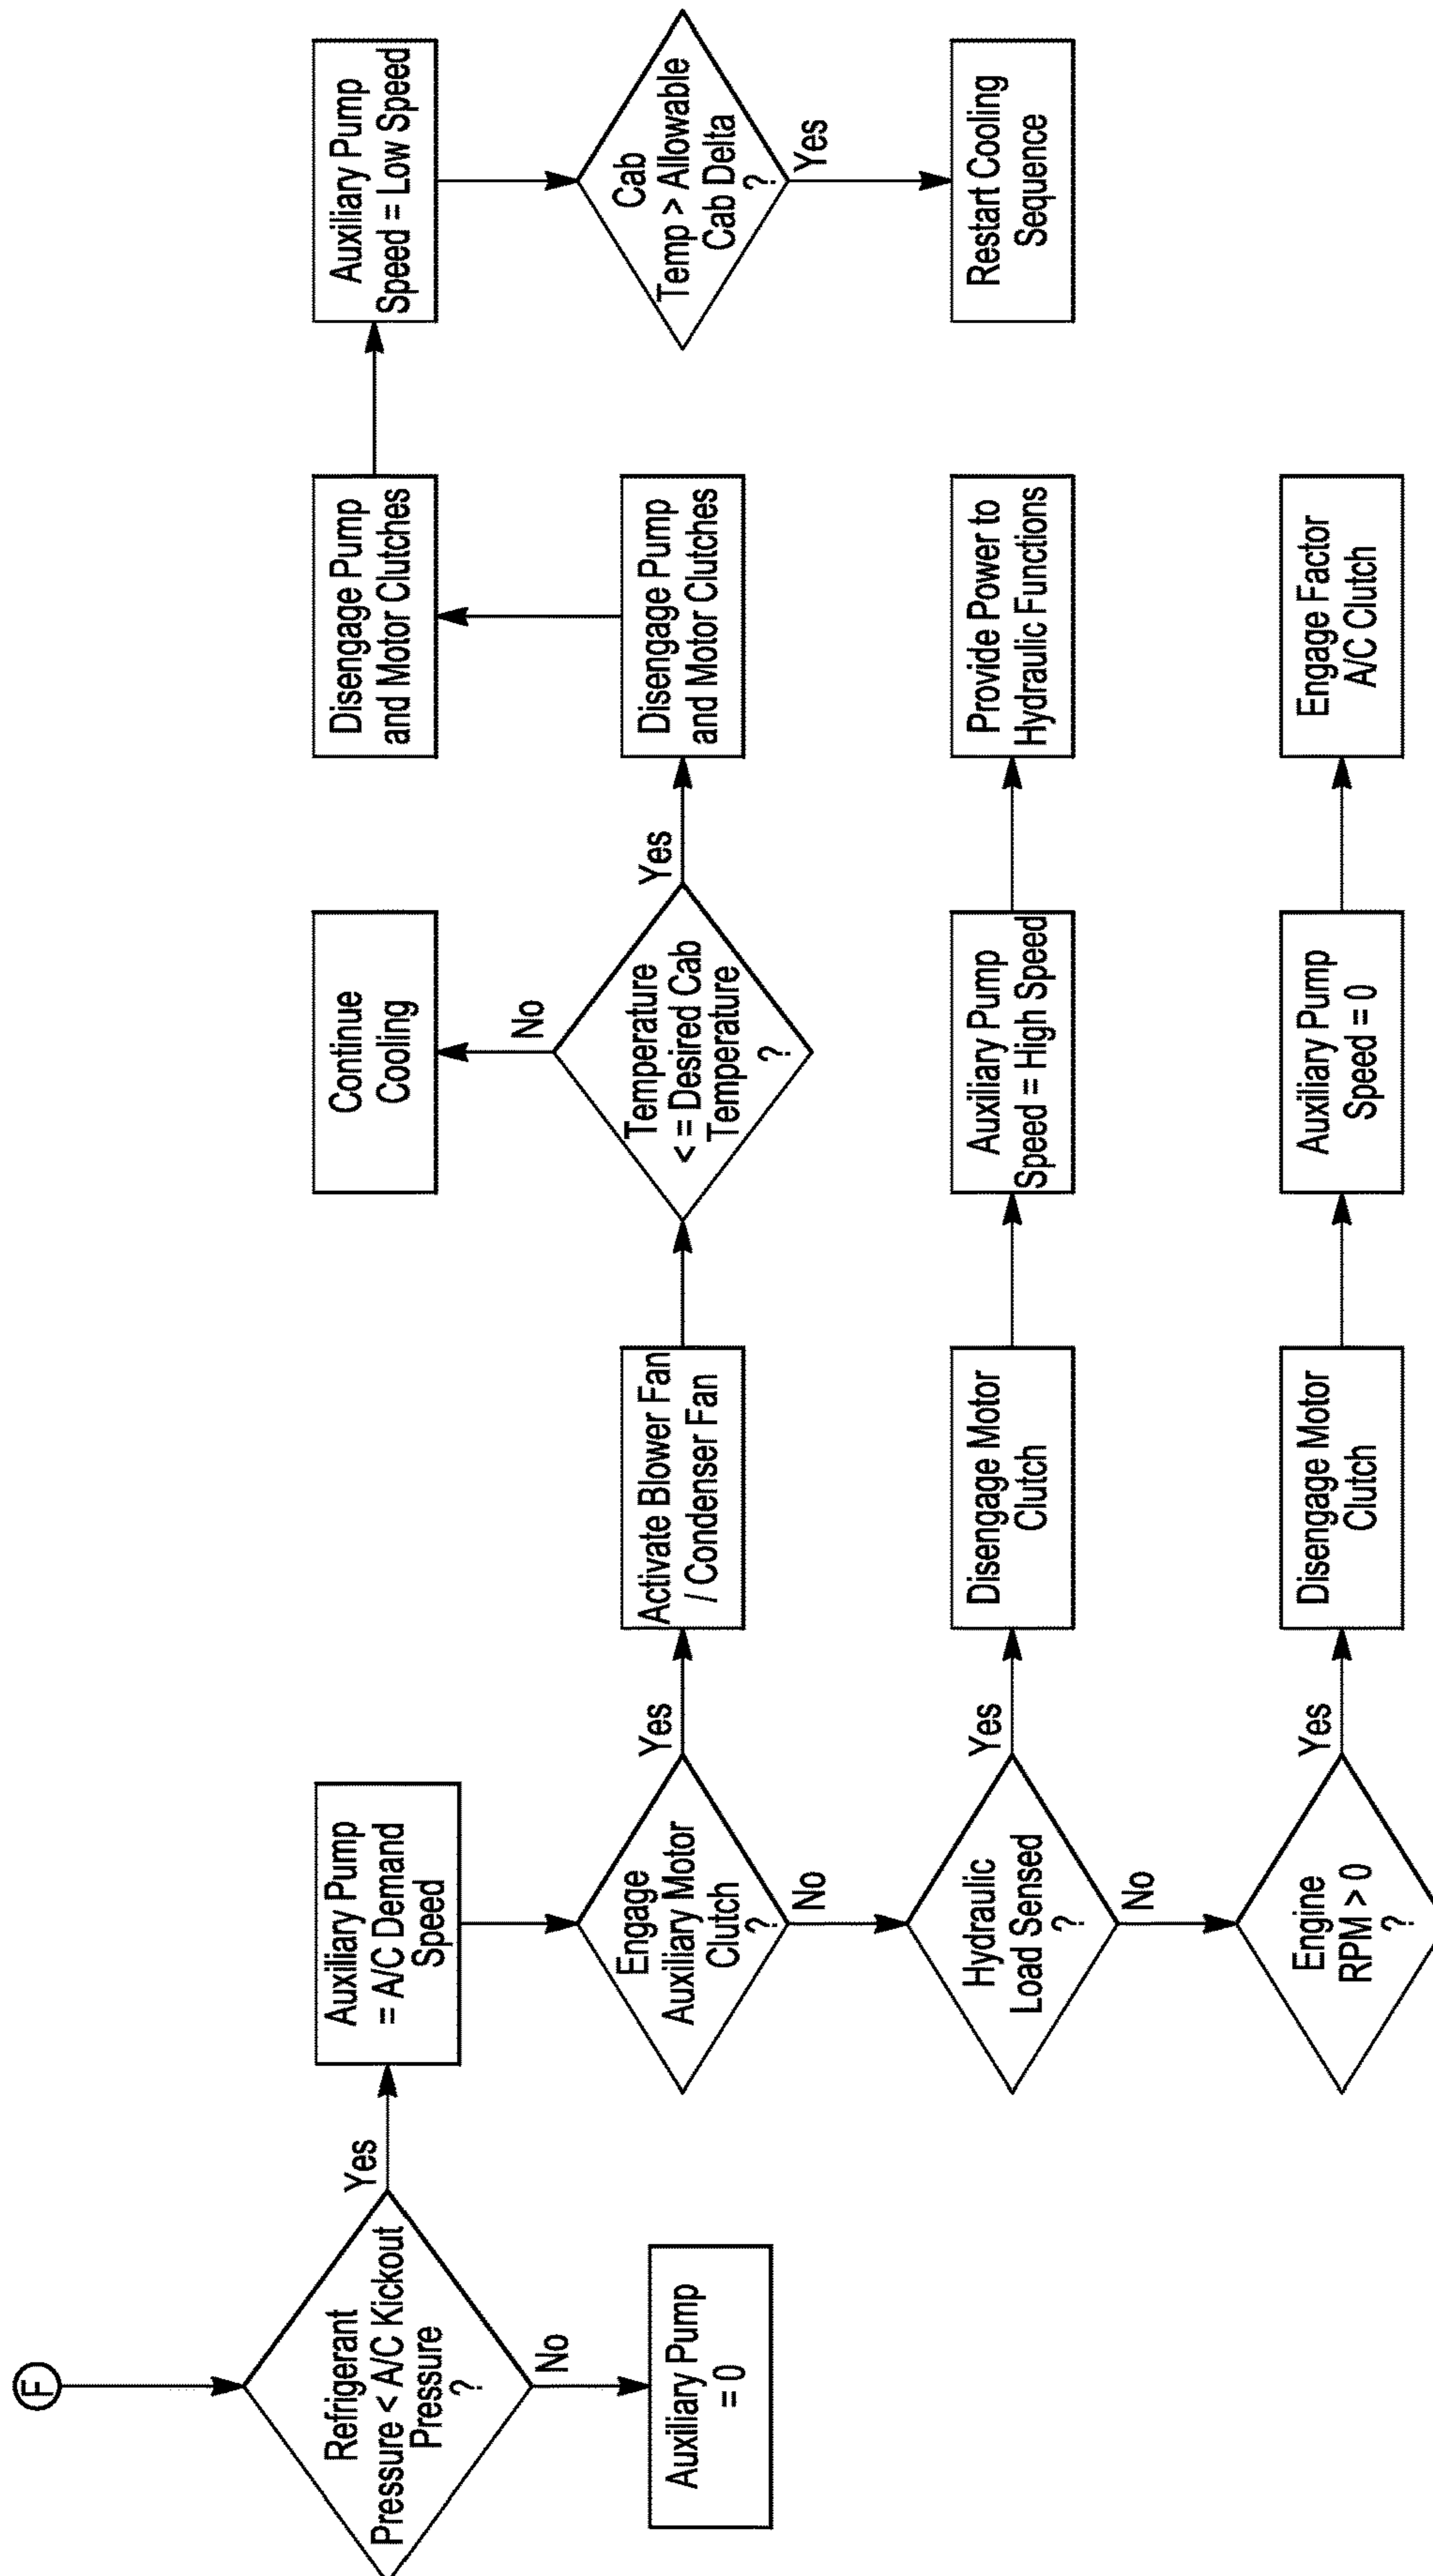 F
Refrigerant
Pressure < A/C Kickout
Pressure
?
Yes
No
Auxiliary Pump
= 0
Auxiliary Pump
= A/C Demand
Speed
Engage
Auxiliary Motor
Clutch
?
Yes
No
Activate Blower Fan
/ Condenser Fan
Temperature
< = Desired Cab
Temperature
?
No
Continue
Cooling
Yes
Disengage Pump
and Motor Clutches
Disengage Pump
and Motor Clutches
Auxiliary Pump
Speed = Low Speed
Cab
Temp > Allowable
Cab Delta
?
Yes
Restart Cooling
Sequence
Hydraulic
Load Sensed
?
Yes
No
Disengage Motor
Clutch
Auxiliary Pump
Speed = High Speed
Provide Power to
Hydraulic Functions
Engine
RPM > 0
?
Yes
Disengage Motor
Clutch
Auxiliary Pump
Speed = 0
Engage Factor
A/C Clutch